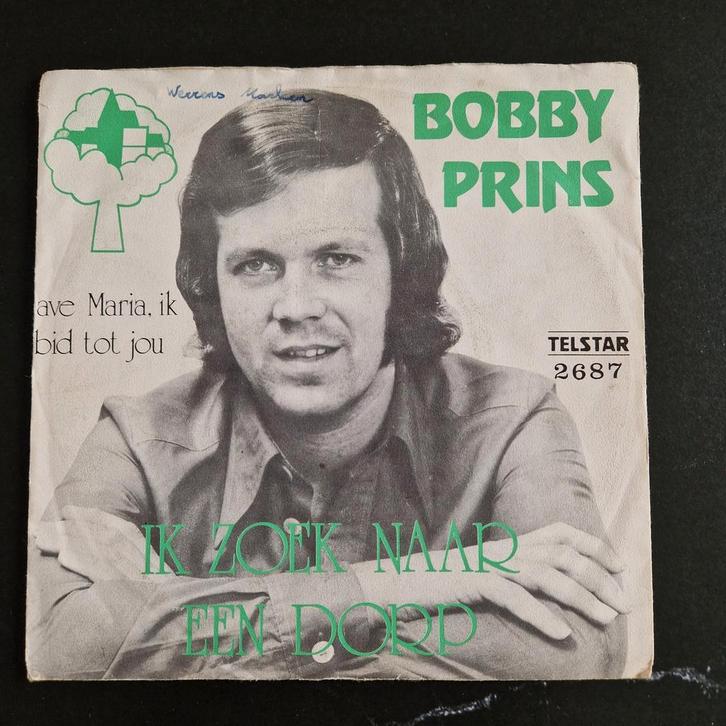 BOBBY
PRINS
ave Maria, ik
bid tot jou
TELSTAR
2687
IK ZOEK NAAR
EEN DORP